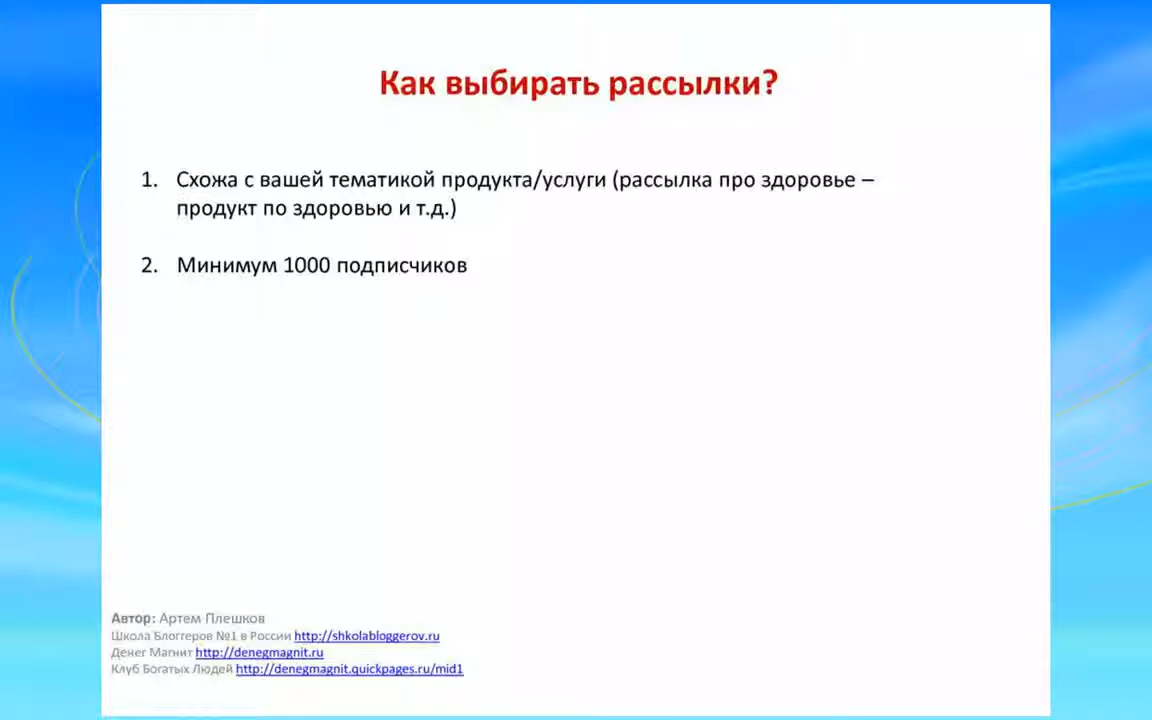 Как выбирать рассылки?
1. Схожа с вашей тематикой продукта/услуги (рассылка про здоровье –
продукт по здоровью и т.д.)
2. Минимум 1000 подписчиков
Автор: Артем Плешков
Школа Блоггеров №1 в России http://shkolabloggerov.ru
Денег Магнит http://denegmagnit.ru
Клуб Богатых Людей http://denegmagnit.quickpages.ru/mid1